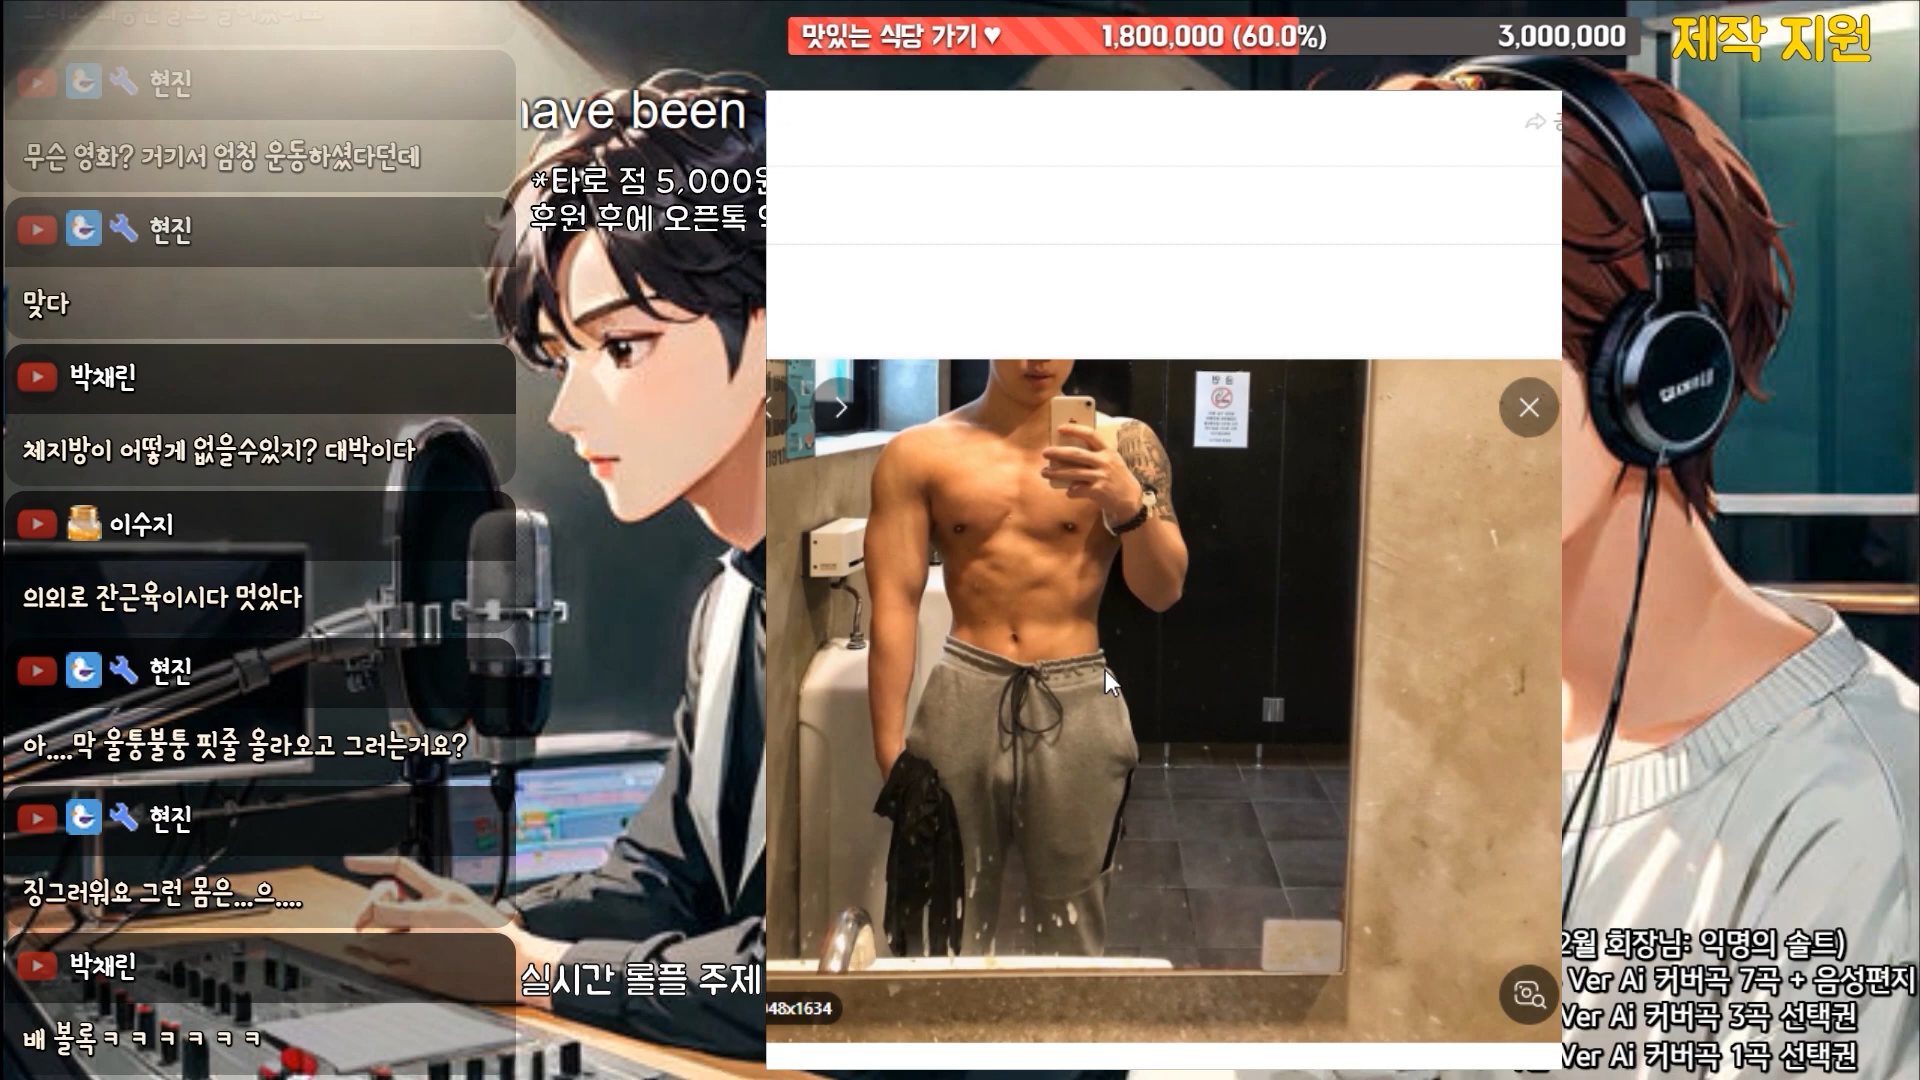 현진
무슨 영화? 거기서 엄청 운동하셨다던데
현진
맞다
박채린
체지방이 어떻게 없을수있지? 대박이다
이수지
의외로 잔근육이시다 멋있다
현진
아....막 울퉁불퉁 핏줄 올라오고 그러는거요?
현진
징그러워요 그런 몸은...으....
박채린
배 볼록ㅋㅋㅋㅋㅋㅋ
맛있는 식당 가기 ♥ 1,800,000 (60.0%) 3,000,000
제작 지원
have been
*타로 점 5,000원
후원 후에 오픈톡
실시간 롤플 주제
48x1634
2월 회장님: 익명의 솔트)
Ver Ai 커버곡 7곡 + 음성편지
Ver Ai 커버곡 3곡 선택권
Ver Ai 커버곡 1곡 선택권